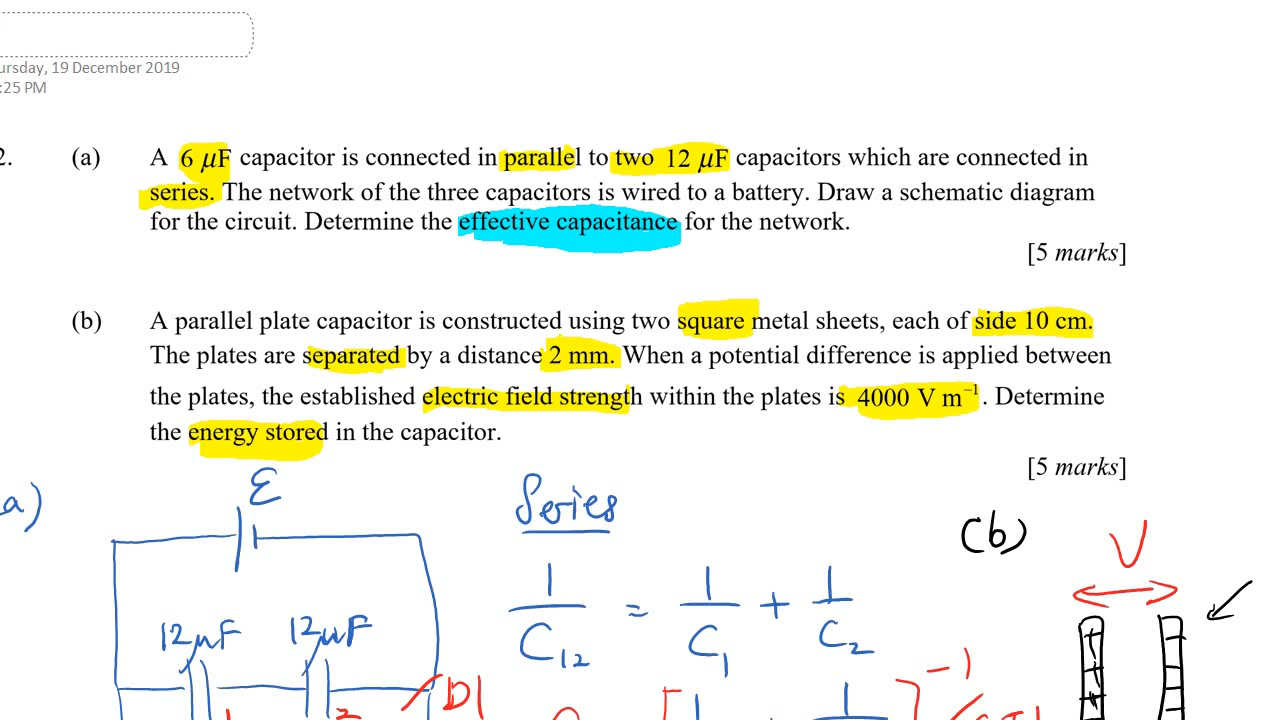 ursday, 19 December 2019
:25 PM
2. (a) A 6 μF capacitor is connected in parallel to two 12 μF capacitors which are connected in
series. The network of the three capacitors is wired to a battery. Draw a schematic diagram
for the circuit. Determine the effective capacitance for the network.
[5 marks]
(b) A parallel plate capacitor is constructed using two square metal sheets, each of side 10 cm.
The plates are separated by a distance 2 mm. When a potential difference is applied between
the plates, the established electric field strength within the plates is 4000 V m⁻¹. Determine
the energy stored in the capacitor.
[5 marks]
a)
ε
Series
(b)
V
1/C₁₂ = 1/C₁ + 1/C₂
12μF 12μF
D1
-1